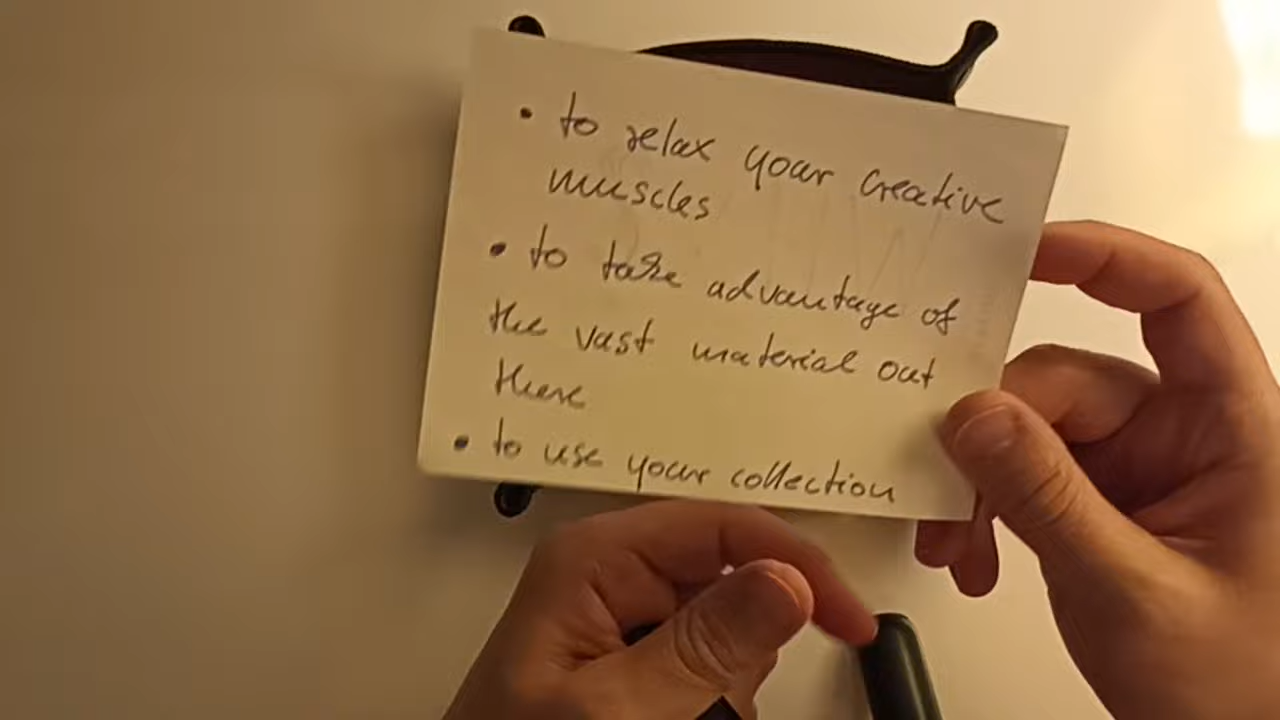 • to relax your creative
muscles
• to take advantage of
the vast material out
there
• to use your collection